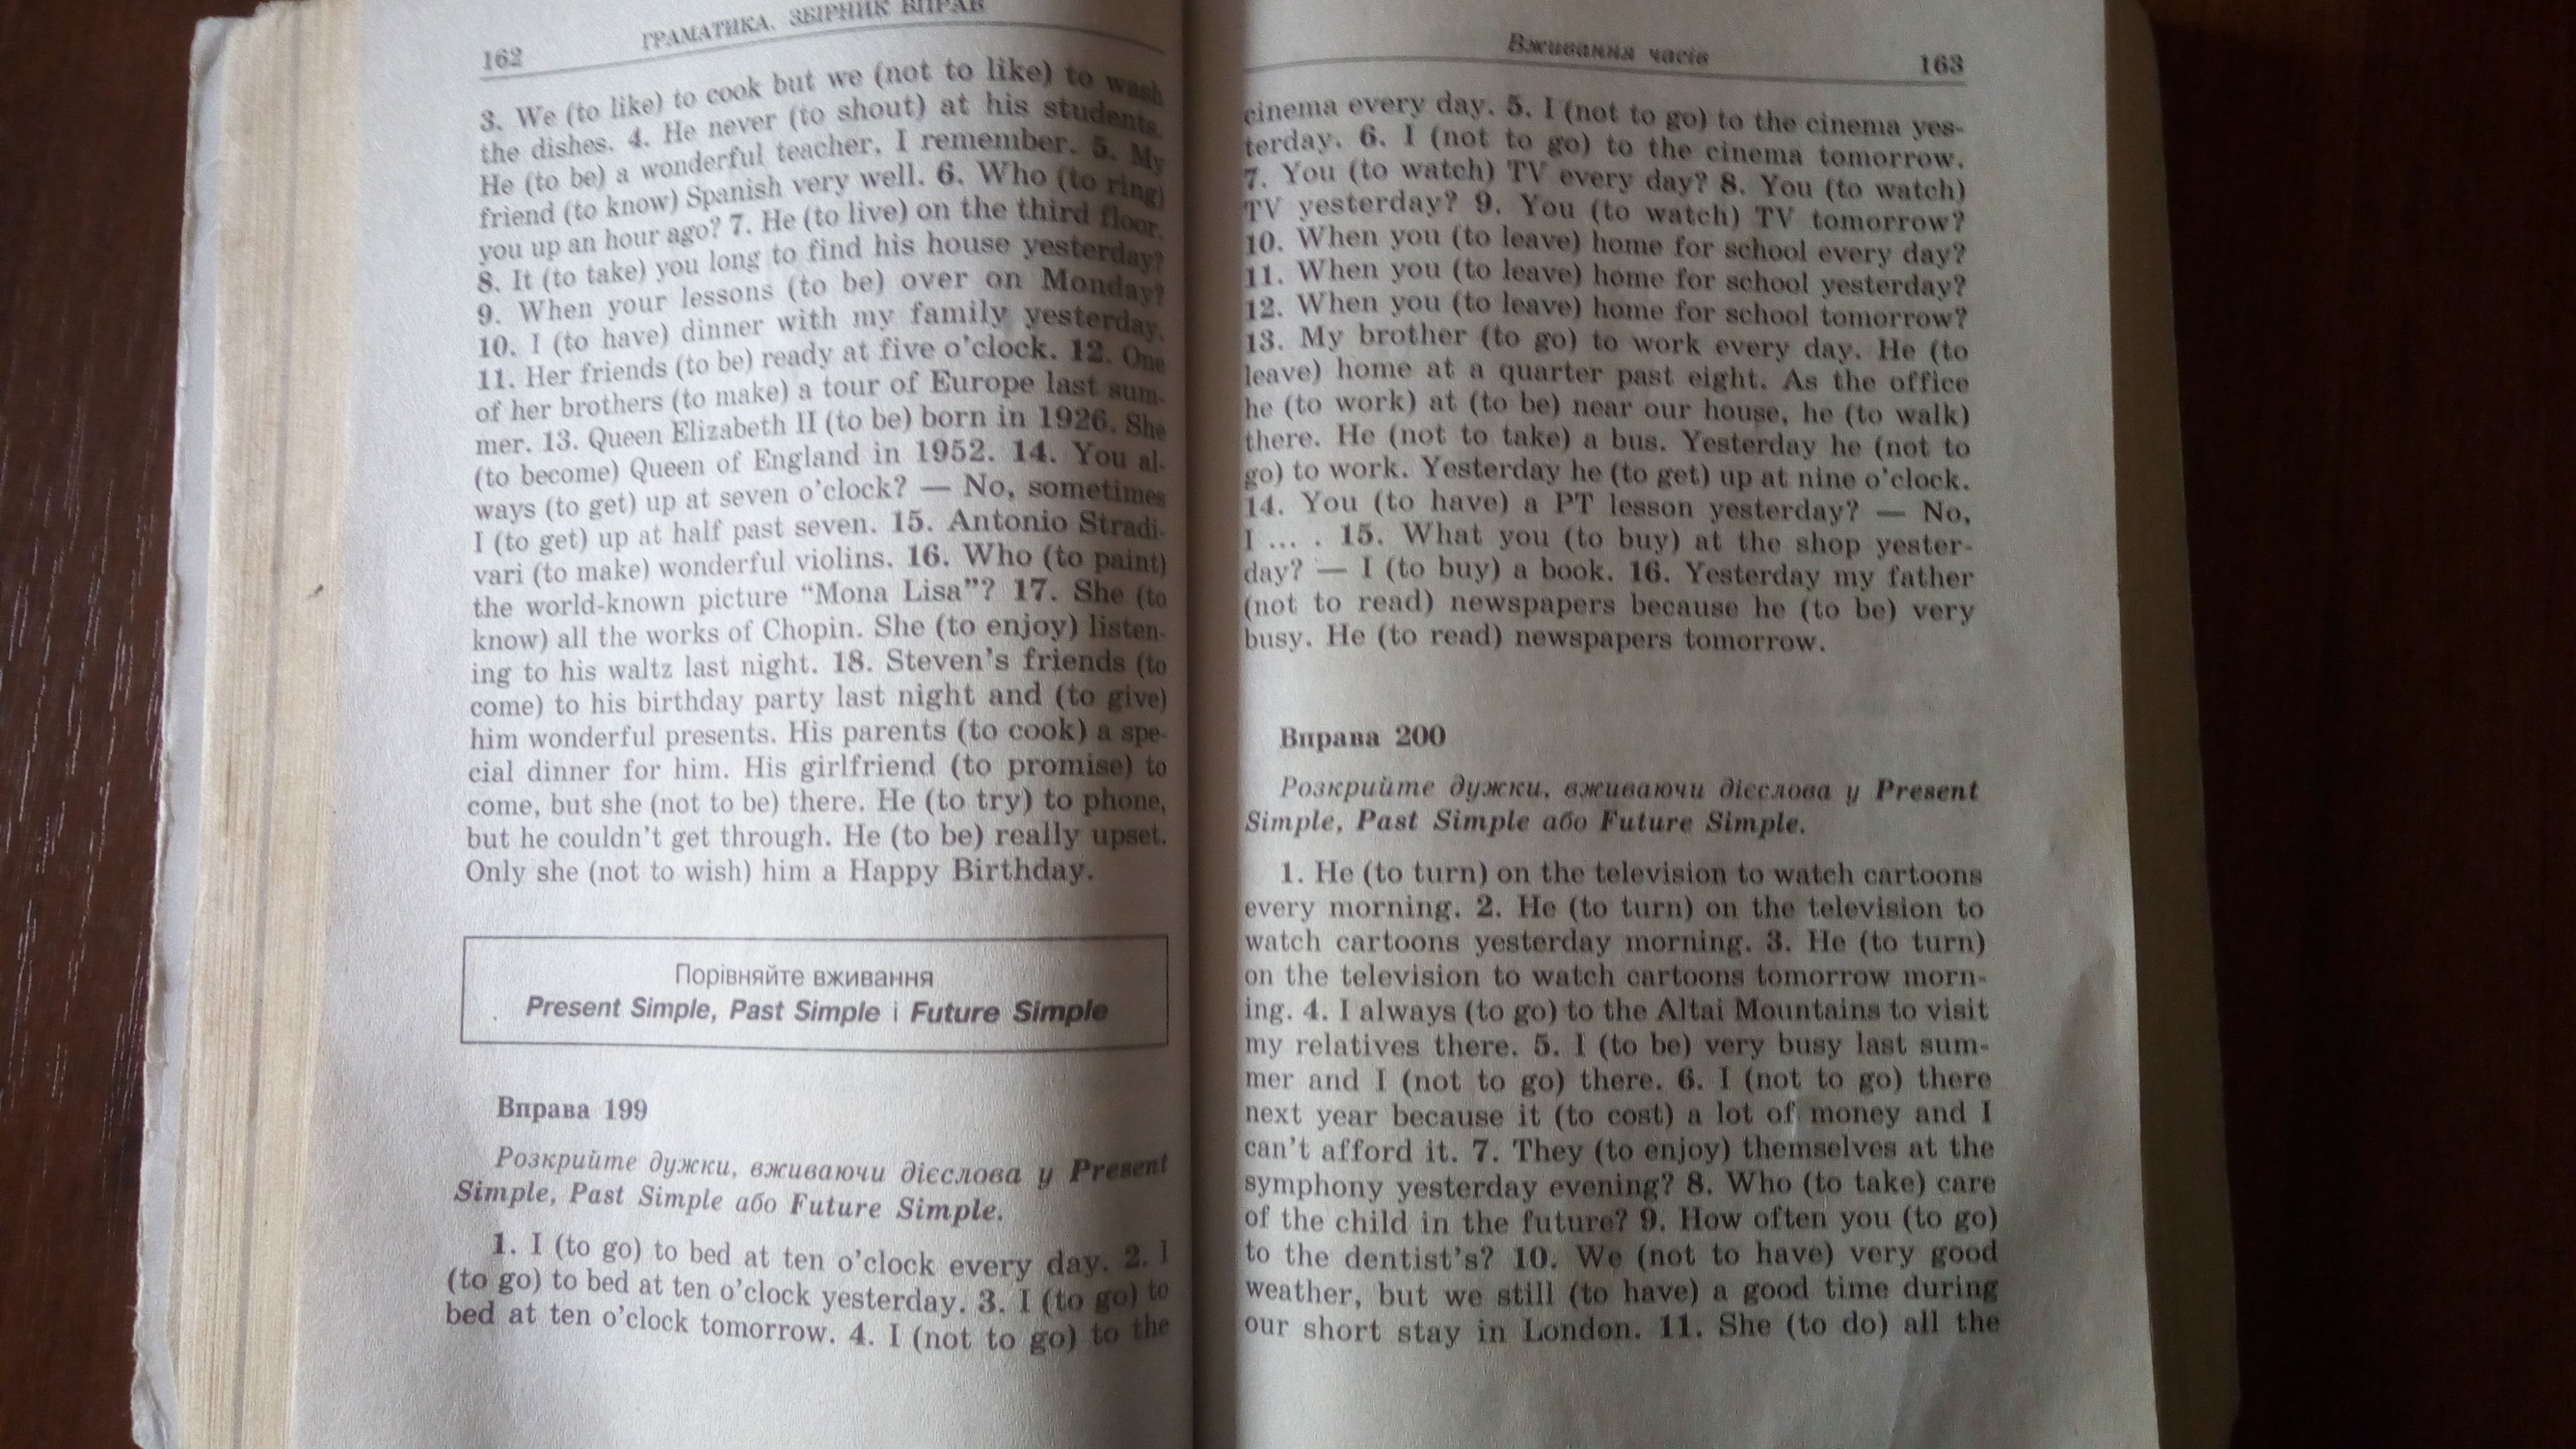 162
ГРАМАТИКА. ЗБІРНИК ВПРАВ
3. We (to like) to cook but we (not to like) to wash
the dishes. 4. He never (to shout) at his students.
He (to be) a wonderful teacher. I remember. 5. My
friend (to know) Spanish very well. 6. Who (to ring)
you up an hour ago? 7. He (to live) on the third floor.
8. It (to take) you long to find his house yesterday?
9. When your lessons (to be) over on Monday?
10. I (to have) dinner with my family yesterday.
11. Her friends (to be) ready at five o'clock. 12. One
of her brothers (to make) a tour of Europe last sum-
mer. 13. Queen Elizabeth II (to be) born in 1926. She
(to become) Queen of England in 1952. 14. You al-
ways (to get) up at seven o'clock? — No, sometimes
I (to get) up at half past seven. 15. Antonio Stradi-
vari (to make) wonderful violins. 16. Who (to paint)
the world-known picture “Mona Lisa”? 17. She (to
know) all the works of Chopin. She (to enjoy) listen-
ing to his waltz last night. 18. Steven's friends (to
come) to his birthday party last night and (to give)
him wonderful presents. His parents (to cook) a spe-
cial dinner for him. His girlfriend (to promise) to
come, but she (not to be) there. He (to try) to phone,
but he couldn't get through. He (to be) really upset.
Only she (not to wish) him a Happy Birthday.
Порівняйте вживання
Present Simple, Past Simple і Future Simple
Вправа 199
Розкрийте дужки, вживаючи дієслова у Present
Simple, Past Simple або Future Simple.
1. I (to go) to bed at ten o'clock every day. 2. I
(to go) to bed at ten o'clock yesterday. 3. I (to go) to
bed at ten o'clock tomorrow. 4. I (not to go) to the
Вживання часів
163
cinema every day. 5. I (not to go) to the cinema yes-
terday. 6. I (not to go) to the cinema tomorrow.
7. You (to watch) TV every day? 8. You (to watch)
TV yesterday? 9. You (to watch) TV tomorrow?
10. When you (to leave) home for school every day?
11. When you (to leave) home for school yesterday?
12. When you (to leave) home for school tomorrow?
13. My brother (to go) to work every day. He (to
leave) home at a quarter past eight. As the office
he (to work) at (to be) near our house, he (to walk)
there. He (not to take) a bus. Yesterday he (not to
go) to work. Yesterday he (to get) up at nine o'clock.
14. You (to have) a PT lesson yesterday? — No,
I ... . 15. What you (to buy) at the shop yester-
day? — I (to buy) a book. 16. Yesterday my father
(not to read) newspapers because he (to be) very
busy. He (to read) newspapers tomorrow.
Вправа 200
Розкрийте дужки, вживаючи дієслова у Present
Simple, Past Simple або Future Simple.
1. He (to turn) on the television to watch cartoons
every morning. 2. He (to turn) on the television to
watch cartoons yesterday morning. 3. He (to turn)
on the television to watch cartoons tomorrow morn-
ing. 4. I always (to go) to the Altai Mountains to visit
my relatives there. 5. I (to be) very busy last sum-
mer and I (not to go) there. 6. I (not to go) there
next year because it (to cost) a lot of money and I
can't afford it. 7. They (to enjoy) themselves at the
symphony yesterday evening? 8. Who (to take) care
of the child in the future? 9. How often you (to go)
to the dentist's? 10. We (not to have) very good
weather, but we still (to have) a good time during
our short stay in London. 11. She (to do) all the